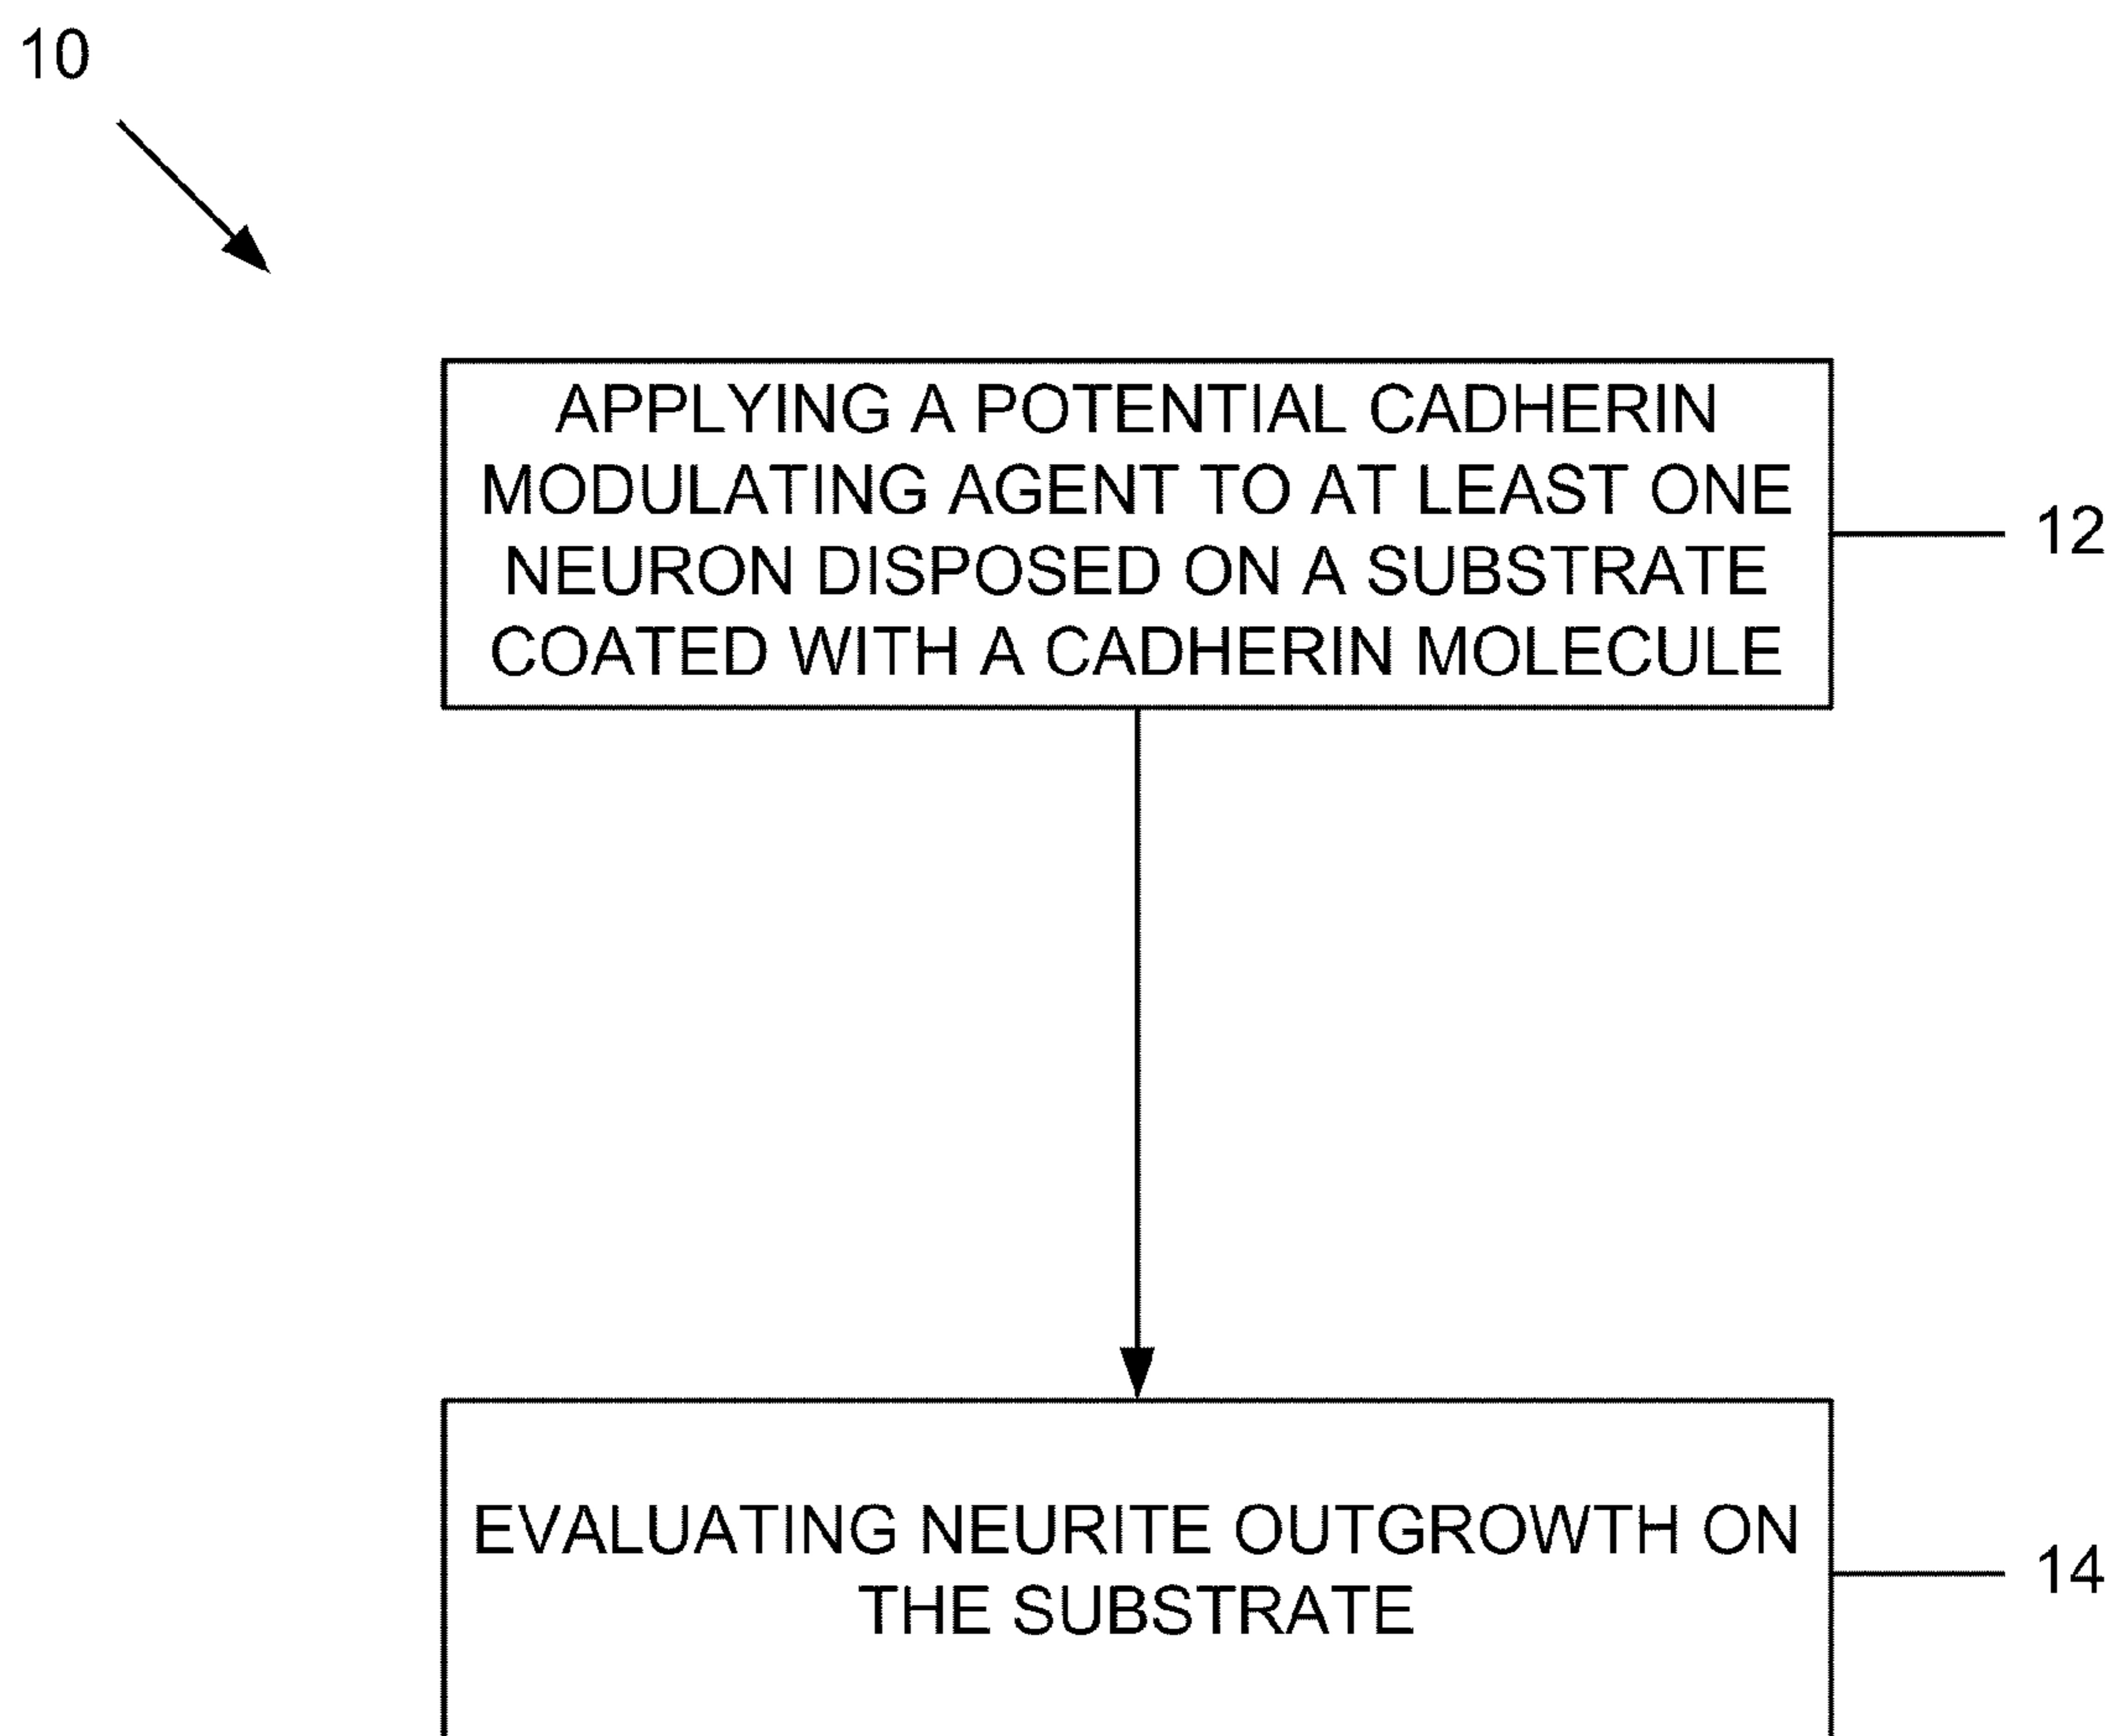 10
APPLYING A POTENTIAL CADHERIN
MODULATING AGENT TO AT LEAST ONE
NEURON DISPOSED ON A SUBSTRATE
COATED WITH A CADHERIN MOLECULE
12
EVALUATING NEURITE OUTGROWTH ON
THE SUBSTRATE
14